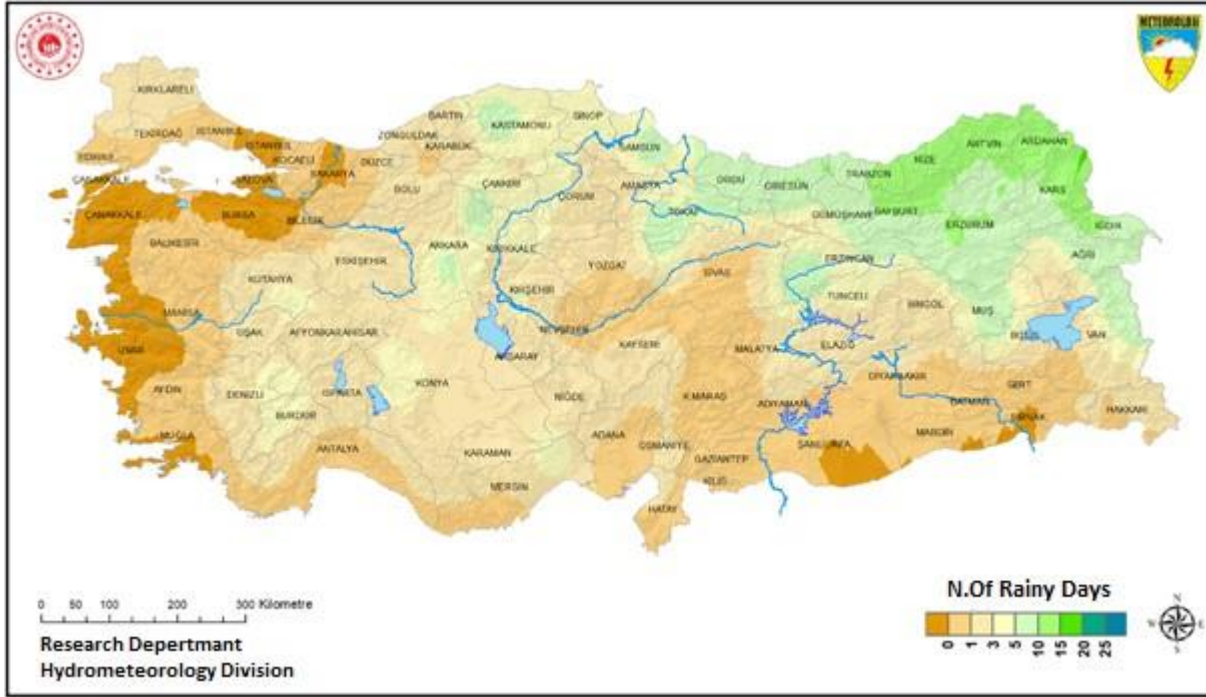 METEOROLOJİ
KIRKLARELİ
TEKİRDAĞ
İSTANBUL
İSTANBUL
EDİRNE
KOCAELİ
YALOVA
SAKARYA
DÜZCE
ZONGULDAK
BARTIN
KARABÜK
KASTAMONU
SİNOP
SAMSUN
ORDU
GİRESUN
TRABZON
RİZE
ARTVİN
ARDAHAN
KARS
IĞDIR
ÇANAKKALE
ÇANAKKALE
BURSA
BİLECİK
BOLU
ÇANKIRI
ÇORUM
AMASYA
TOKAT
GÜMÜŞHANE
BAYBURT
ERZURUM
AĞRI
BALIKESİR
KÜTAHYA
ESKİŞEHİR
ANKARA
KIRIKKALE
YOZGAT
SİVAS
ERZİNCAN
TUNCELİ
BİNGÖL
MUŞ
BİTLİS
VAN
MANİSA
UŞAK
AFYONKARAHİSAR
KIRŞEHİR
NEVŞEHİR
AKSARAY
KAYSERİ
MALATYA
ELAZIĞ
DİYARBAKIR
BATMAN
SİİRT
ŞIRNAK
HAKKARİ
İZMİR
AYDIN
DENİZLİ
BURDUR
ISPARTA
KONYA
NİĞDE
K.MARAŞ
ADIYAMAN
ŞANLIURFA
MARDİN
MUĞLA
ANTALYA
KARAMAN
MERSİN
ADANA
OSMANİYE
GAZİANTEP
KİLİS
HATAY
0 50 100 200 300 Kilometre
Research Depertmant
Hydrometeorology Division
N.Of Rainy Days
0 1 3 5 10 15 20 25
N
W E
S